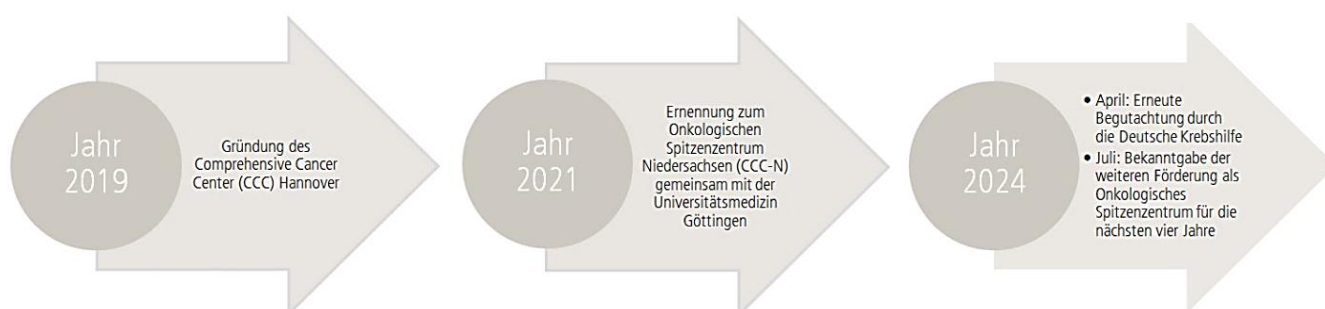 Jahr
2019
Gründung des
Comprehensive Cancer
Center (CCC) Hannover
Jahr
2021
Ernennung zum
Onkologischen
Spitzenzentrum
Niedersachsen (CCC-N)
gemeinsam mit der
Universitätsmedizin
Göttingen
Jahr
2024
• April: Erneute
Begutachtung durch
die Deutsche Krebshilfe
• Juli: Bekanntgabe der
weiteren Förderung als
Onkologisches
Spitzenzentrum für die
nächsten vier Jahre